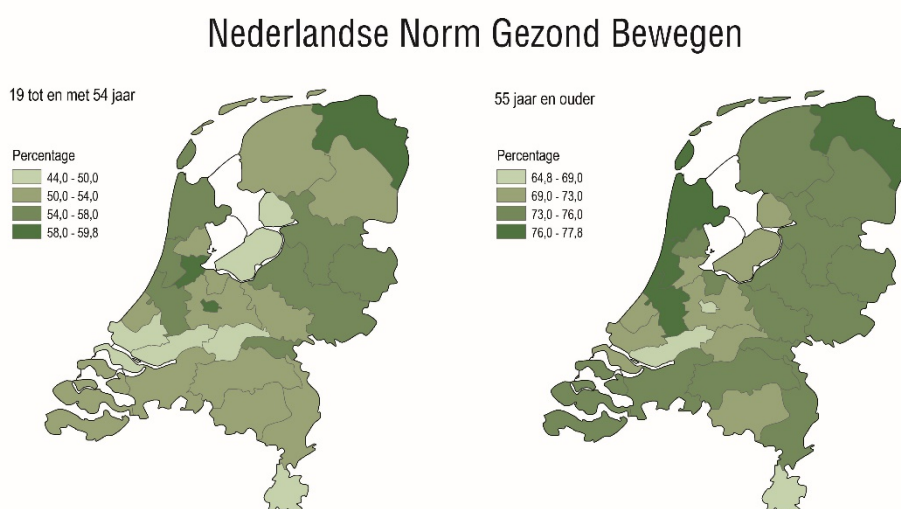 Nederlandse Norm Gezond Bewegen
19 tot en met 54 jaar
Percentage
44,0 - 50,0
50,0 - 54,0
54,0 - 58,0
58,0 - 59,8
55 jaar en ouder
Percentage
64,8 - 69,0
69,0 - 73,0
73,0 - 76,0
76,0 - 77,8